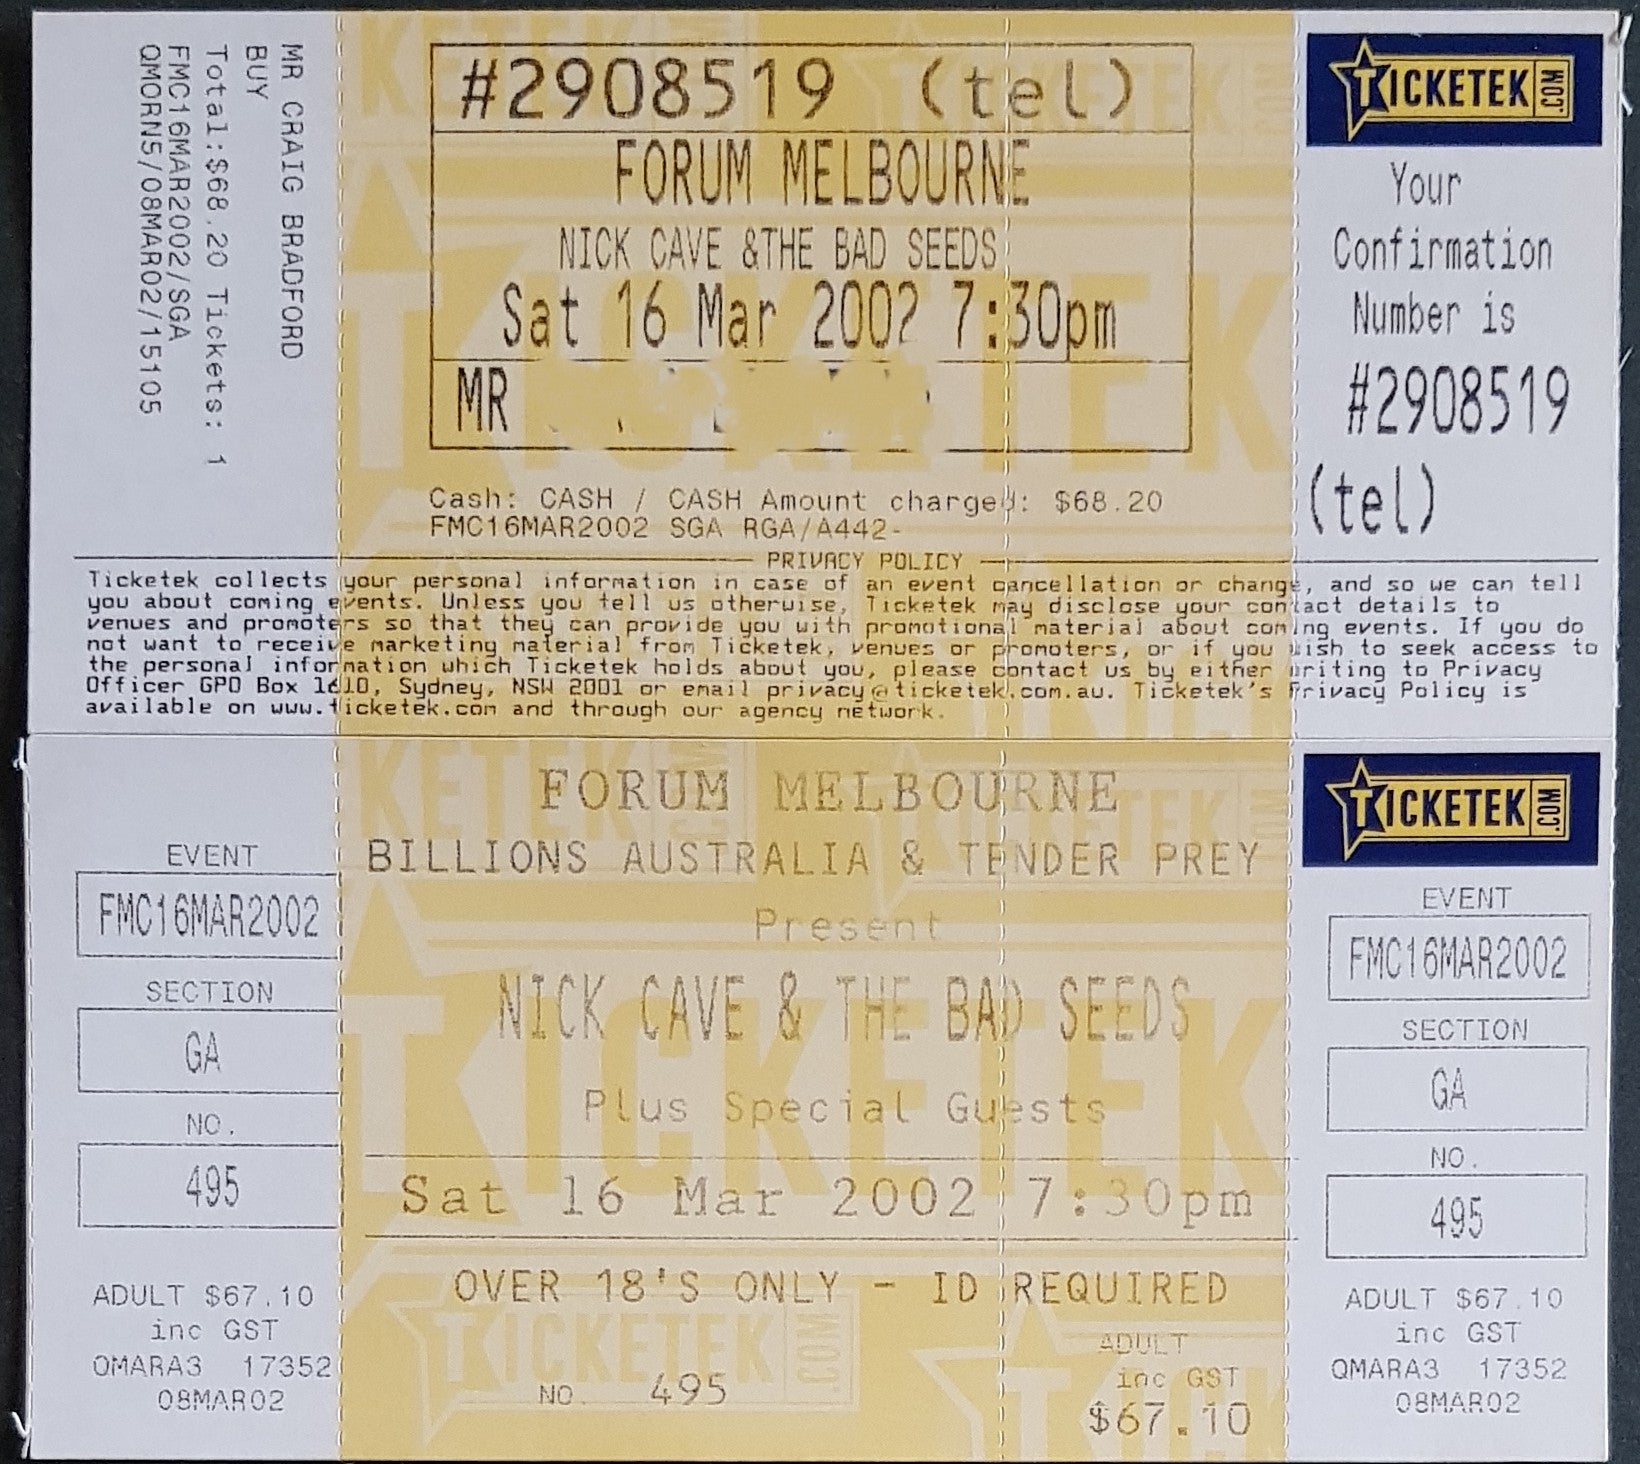 MR CRAIG BRADFORD
BUY
Total:$68.20 Tickets: 1
FMC16MAR2002/SGA
QMORN5/08MAR02/15105
#2908519 (tel)
FORUM MELBOURNE
NICK CAVE &THE BAD SEEDS
Sat 16 Mar 2002 7:30pm
MR
Cash: CASH / CASH Amount charged: $68.20
FMC16MAR2002 SGA RGA/A442-
TICKETEK.COM
Your
Confirmation
Number is
#2908519
(tel)
PRIVACY POLICY
Ticketek collects your personal information in case of an event cancellation or change, and so we can tell
you about coming events. Unless you tell us otherwise, Ticketek may disclose your contact details to
venues and promoters so that they can provide you with promotional material about coming events. If you do
not want to receive marketing material from Ticketek, venues or promoters, or if you wish to seek access to
the personal information which Ticketek holds about you, please contact us by either writing to Privacy
Officer GPO Box 1610, Sydney, NSW 2001 or email privacy@ticketek.com.au. Ticketek's Privacy Policy is
available on www.ticketek.com and through our agency network.
EVENT
FMC16MAR2002
SECTION
GA
NO.
495
ADULT $67.10
inc GST
QMARA3 17352
08MAR02
FORUM MELBOURNE
BILLIONS AUSTRALIA & TENDER PREY
Present
NICK CAVE & THE BAD SEEDS
Plus Special Guests
Sat 16 Mar 2002 7:30pm
OVER 18'S ONLY - ID REQUIRED
NO. 495
ADULT
inc GST
$67.10
TICKETEK.COM
EVENT
FMC16MAR2002
SECTION
GA
NO.
495
ADULT $67.10
inc GST
QMARA3 17352
08MAR02